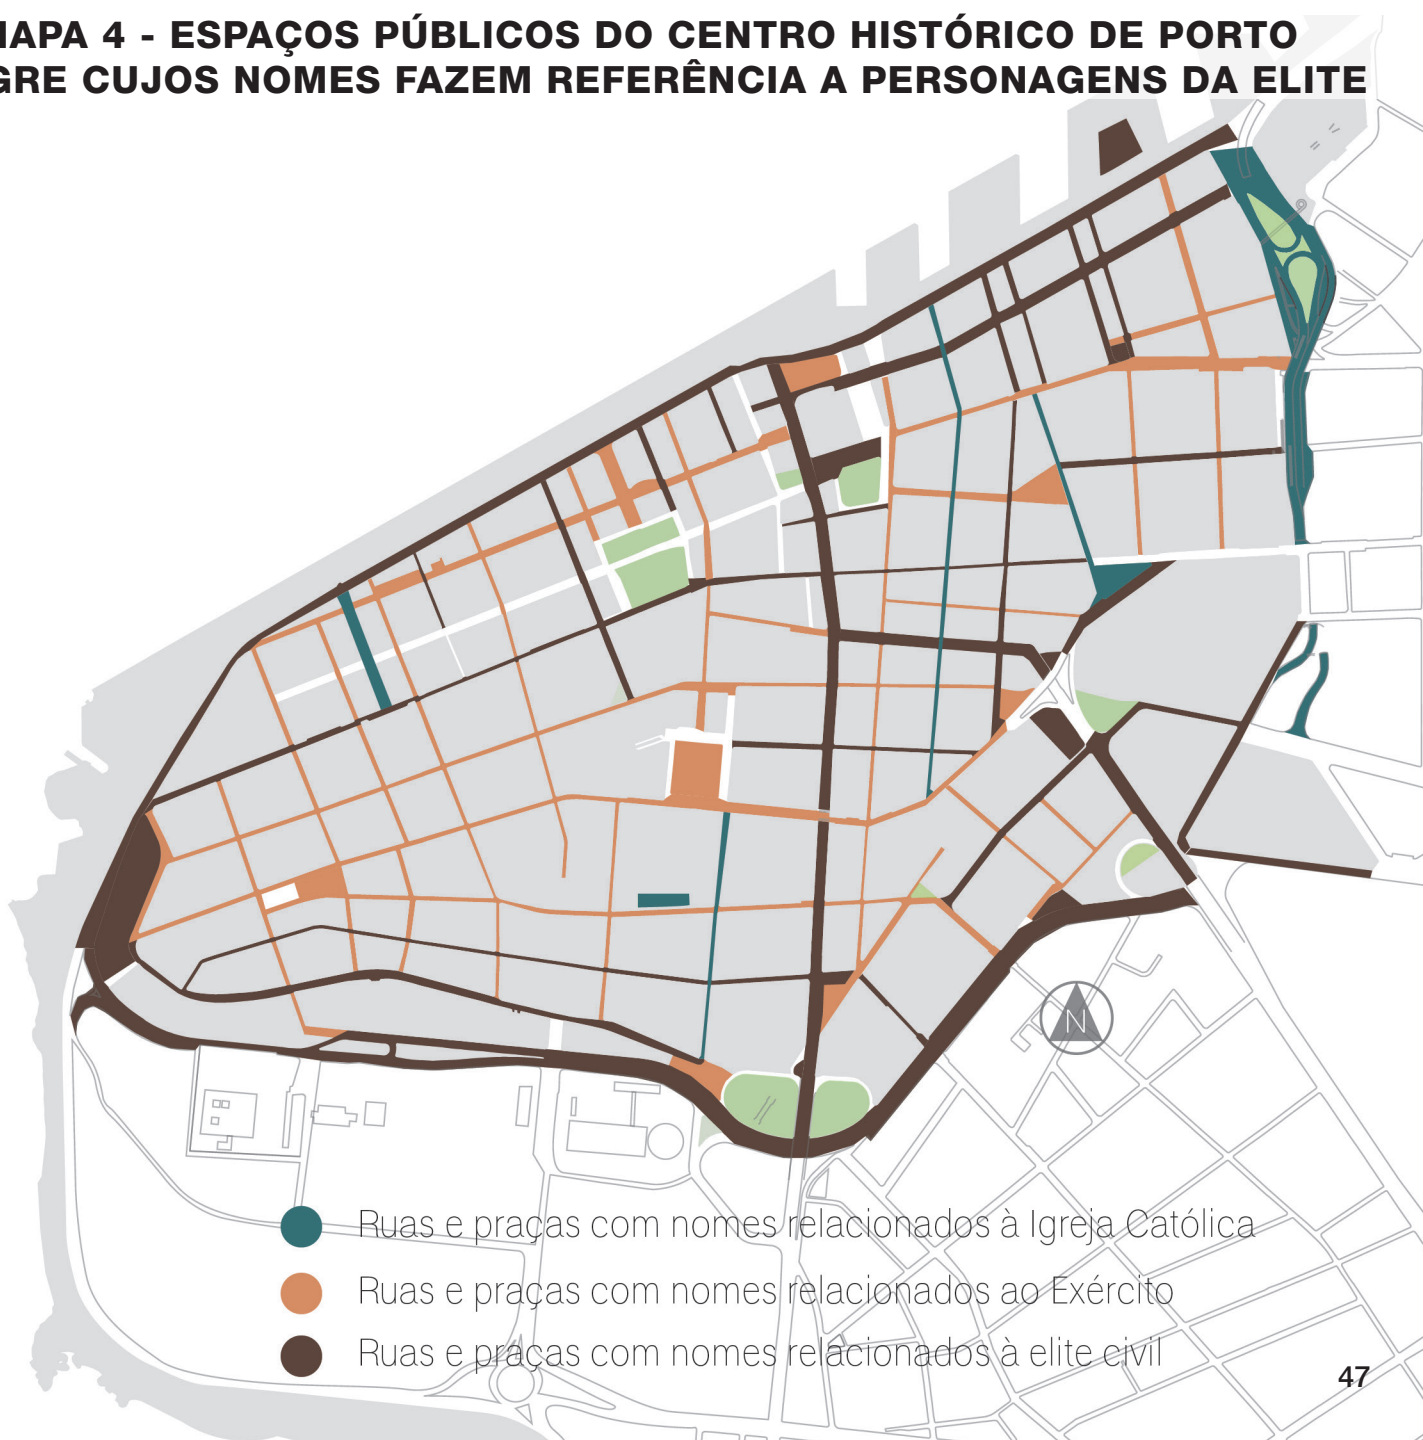 MAPA 4 - ESPAÇOS PÚBLICOS DO CENTRO HISTÓRICO DE PORTO
GRE CUJOS NOMES FAZEM REFERÊNCIA A PERSONAGENS DA ELITE
N
Ruas e praças com nomes relacionados à Igreja Católica
Ruas e praças com nomes relacionados ao Exército
Ruas e praças com nomes relacionados à elite civil
47